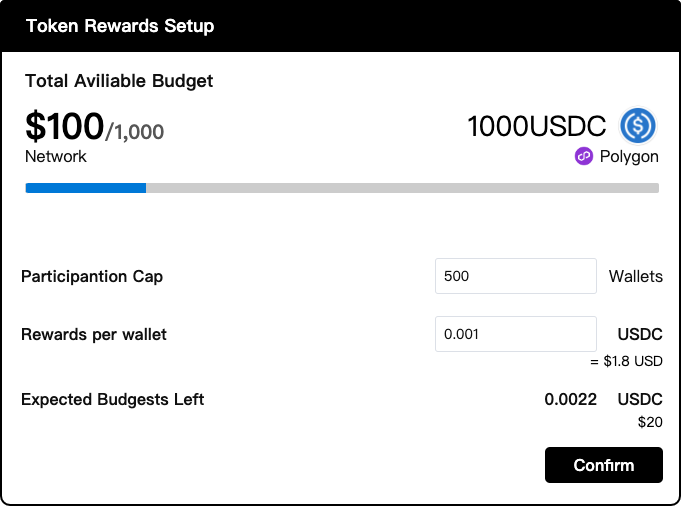 Token Rewards Setup
Total Aviliable Budget
$100/1,000 1000USDC
Network Polygon
Participantion Cap 500 Wallets
Rewards per wallet 0.001 USDC
= $1.8 USD
Expected Budgests Left 0.0022 USDC
$20
Confirm